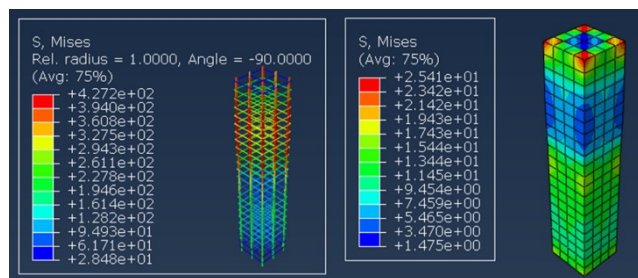 S, Mises
Rel. radius = 1.0000, Angle = -90.0000
(Avg: 75%)
+4.272e+02
+3.940e+02
+3.608e+02
+3.275e+02
+2.943e+02
+2.611e+02
+2.278e+02
+1.946e+02
+1.614e+02
+1.282e+02
+9.493e+01
+6.171e+01
+2.848e+01
S, Mises
(Avg: 75%)
+2.541e+01
+2.342e+01
+2.142e+01
+1.943e+01
+1.743e+01
+1.544e+01
+1.344e+01
+1.145e+01
+9.454e+00
+7.459e+00
+5.465e+00
+3.470e+00
+1.475e+00